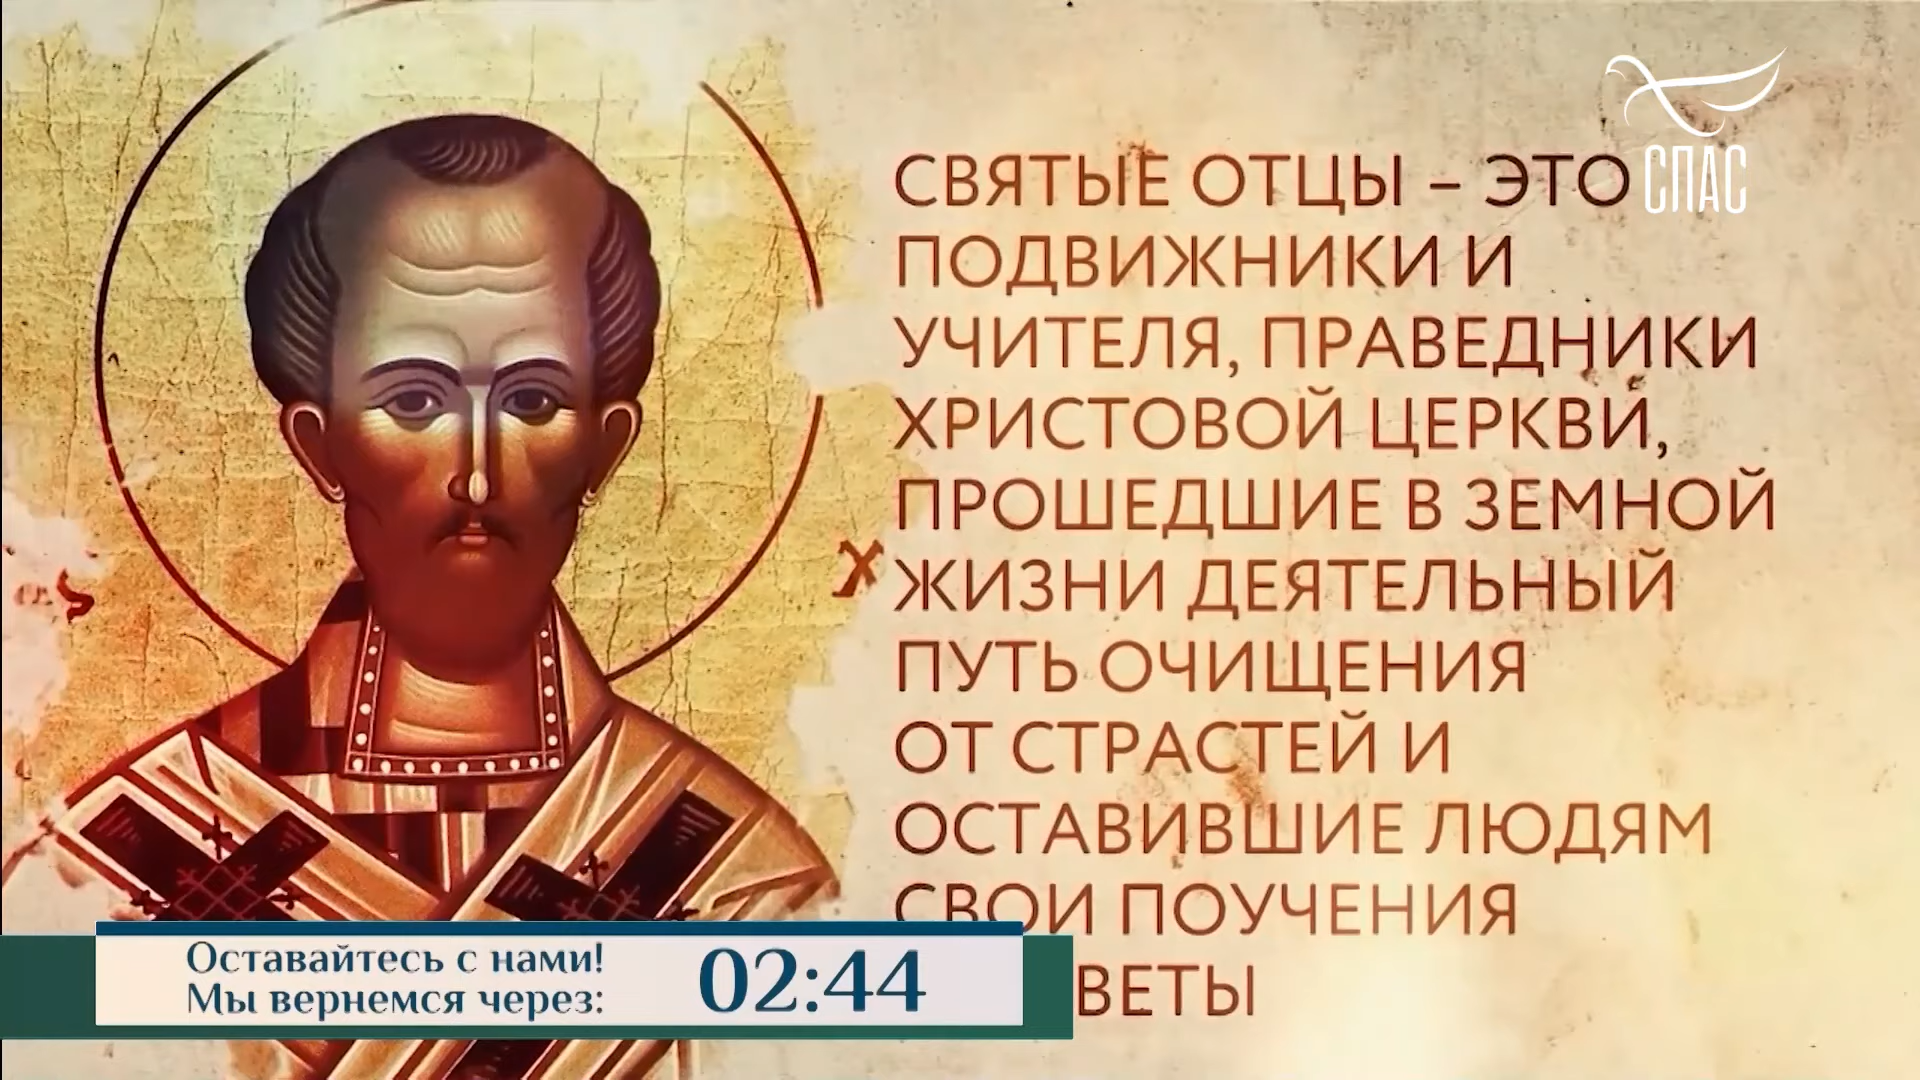 СПАС
СВЯТЫЕ ОТЦЫ – ЭТО
ПОДВИЖНИКИ И
УЧИТЕЛЯ, ПРАВЕДНИКИ
ХРИСТОВОЙ ЦЕРКВИ,
ПРОШЕДШИЕ В ЗЕМНОЙ
ЖИЗНИ ДЕЯТЕЛЬНЫЙ
ПУТЬ ОЧИЩЕНИЯ
ОТ СТРАСТЕЙ И
ОСТАВИВШИЕ ЛЮДЯМ
СВОИ ПОУЧЕНИЯ
ВЕТЫ
Х
Оставайтесь с нами!
Мы вернемся через:
02:44